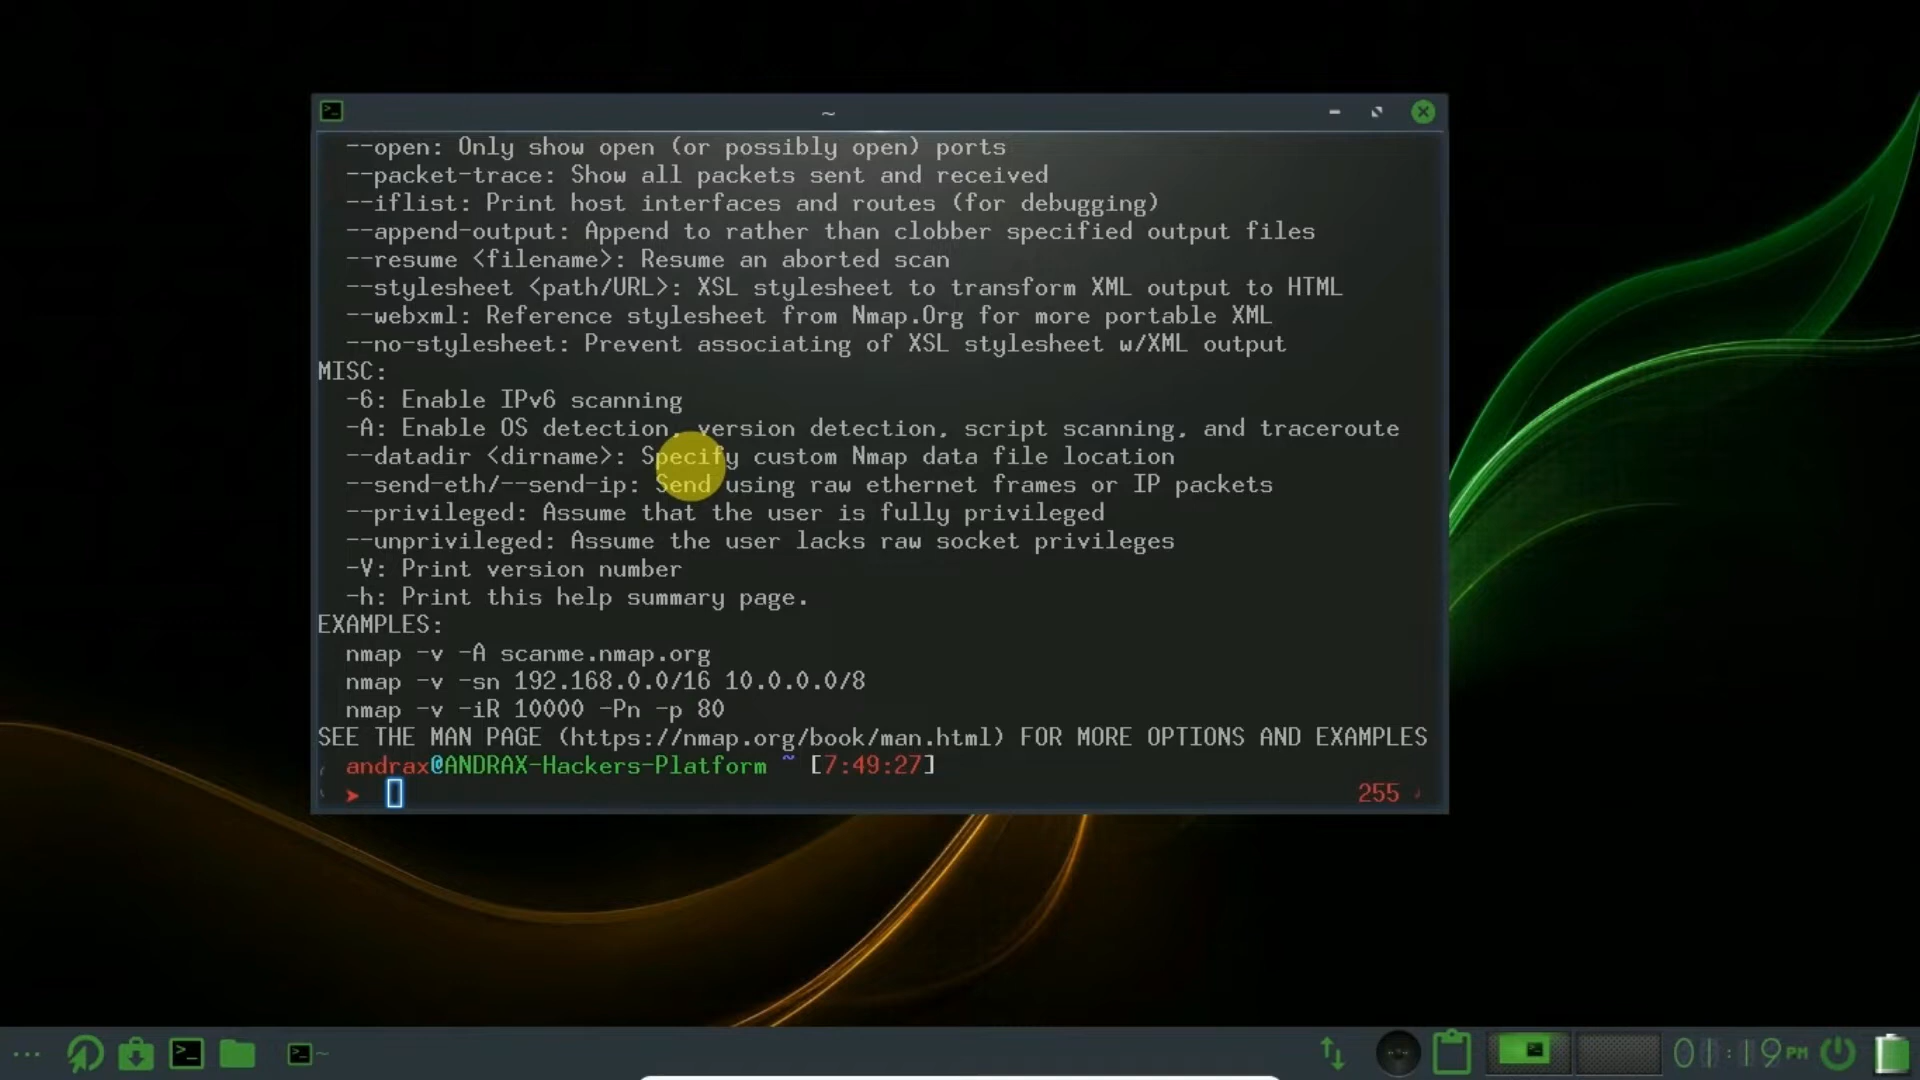 ~
--open: Only show open (or possibly open) ports
--packet-trace: Show all packets sent and received
--iflist: Print host interfaces and routes (for debugging)
--append-output: Append to rather than clobber specified output files
--resume <filename>: Resume an aborted scan
--stylesheet <path/URL>: XSL stylesheet to transform XML output to HTML
--webxml: Reference stylesheet from Nmap.Org for more portable XML
--no-stylesheet: Prevent associating of XSL stylesheet w/XML output
MISC:
-6: Enable IPv6 scanning
-A: Enable OS detection, version detection, script scanning, and traceroute
--datadir <dirname>: Specify custom Nmap data file location
--send-eth/--send-ip: Send using raw ethernet frames or IP packets
--privileged: Assume that the user is fully privileged
--unprivileged: Assume the user lacks raw socket privileges
-V: Print version number
-h: Print this help summary page.
EXAMPLES:
nmap -v -A scanme.nmap.org
nmap -v -sn 192.168.0.0/16 10.0.0.0/8
nmap -v -iR 10000 -Pn -p 80
SEE THE MAN PAGE (https://nmap.org/book/man.html) FOR MORE OPTIONS AND EXAMPLES
andrax@ANDRAX-Hackers-Platform ~ [7:49:27]
➤ 255
~ 01:19 PM